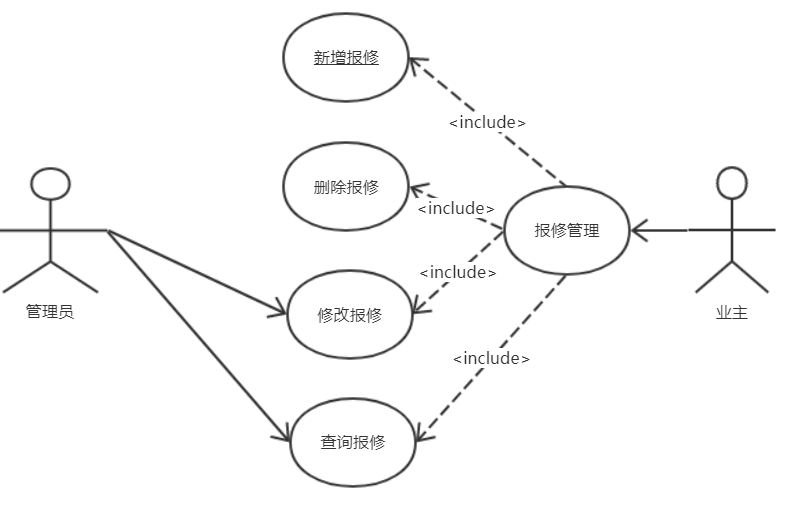 新增报修
<include>
删除报修
<include>
报修管理
<include>
管理员
修改报修
业主
<include>
查询报修